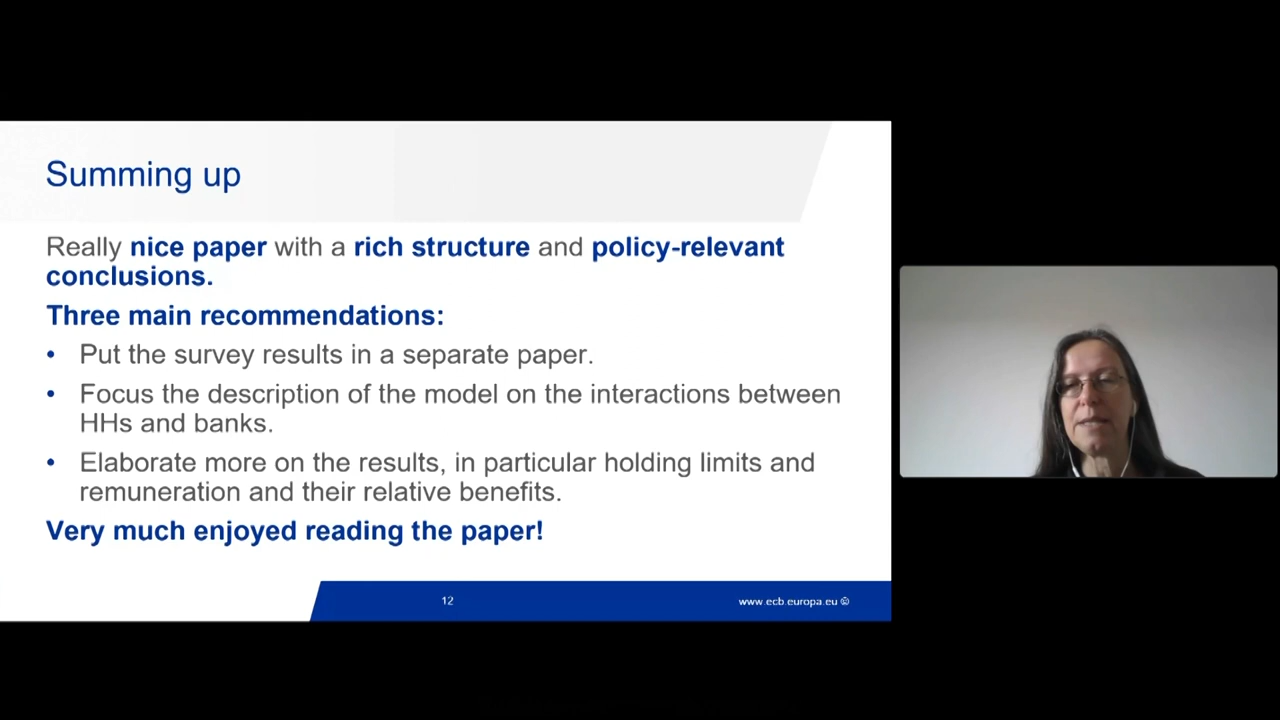 Summing up
Really nice paper with a rich structure and policy-relevant
conclusions.
Three main recommendations:
• Put the survey results in a separate paper.
• Focus the description of the model on the interactions between
HHs and banks.
• Elaborate more on the results, in particular holding limits and
remuneration and their relative benefits.
Very much enjoyed reading the paper!
12
www.ecb.europa.eu ©